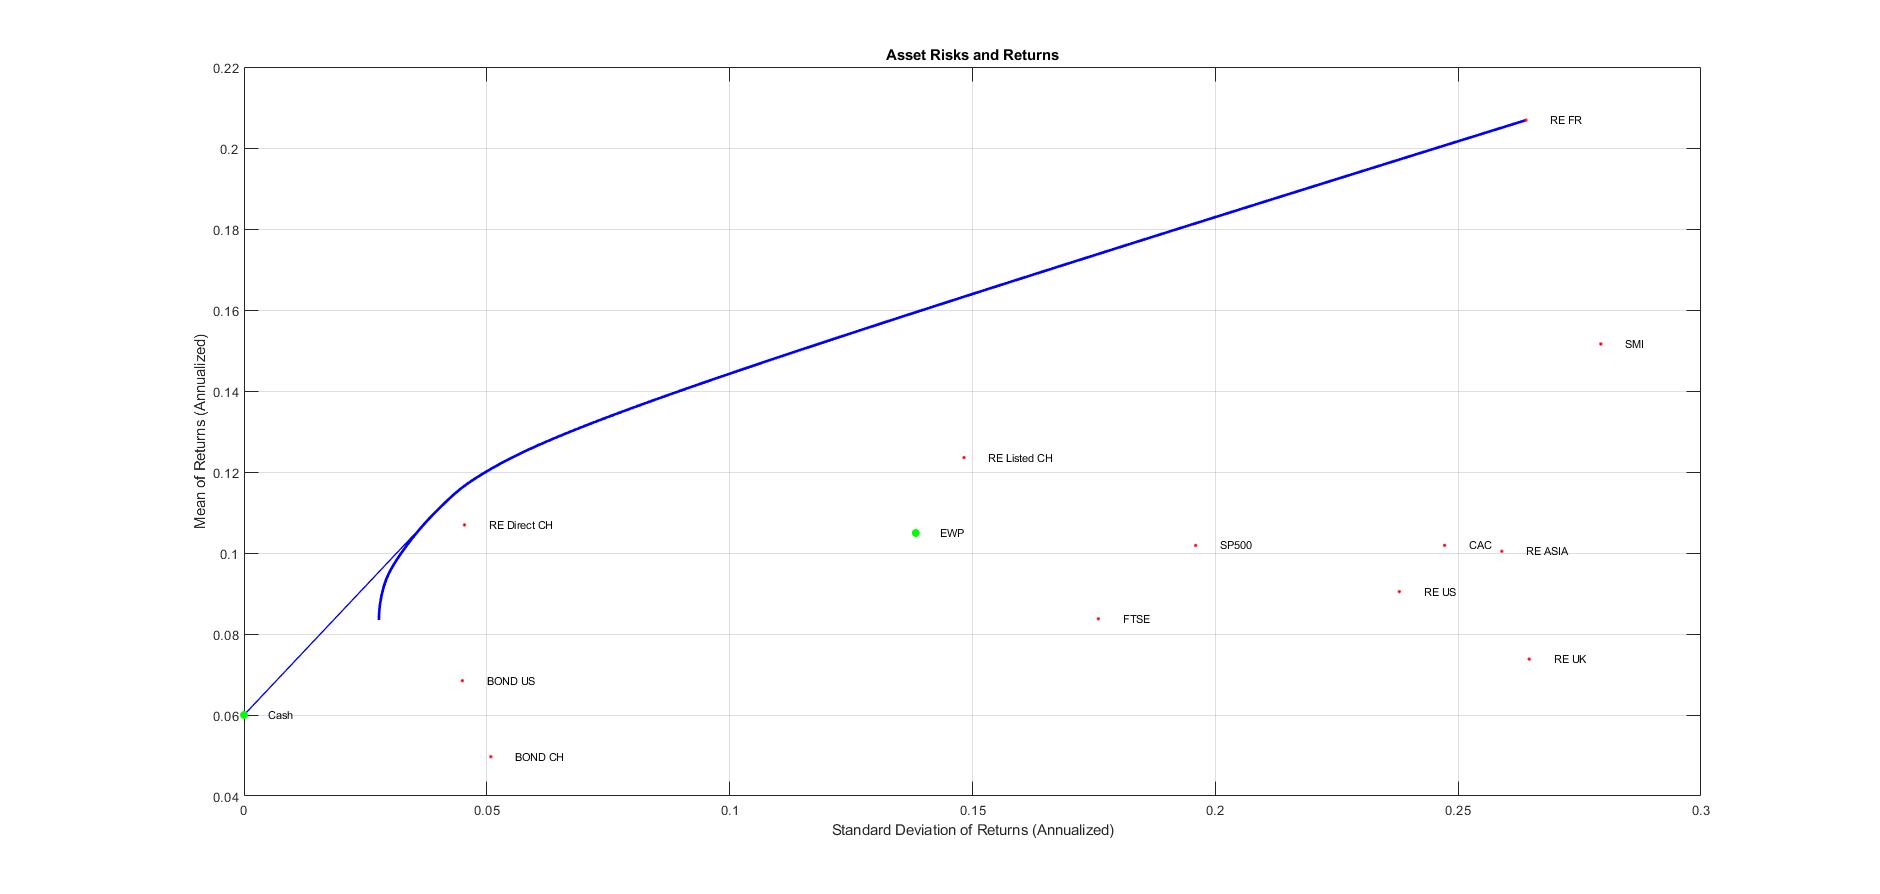 Asset Risks and Returns
0.22
0.2
0.18
0.16
0.14
0.12
0.1
0.08
0.06
0.04
Mean of Returns (Annualized)
RE FR
SMI
RE Listed CH
RE Direct CH
EWP
SP500
CAC
RE ASIA
RE US
FTSE
RE UK
BOND US
Cash
BOND CH
0
0.05
0.1
0.15
0.2
0.25
0.3
Standard Deviation of Returns (Annualized)